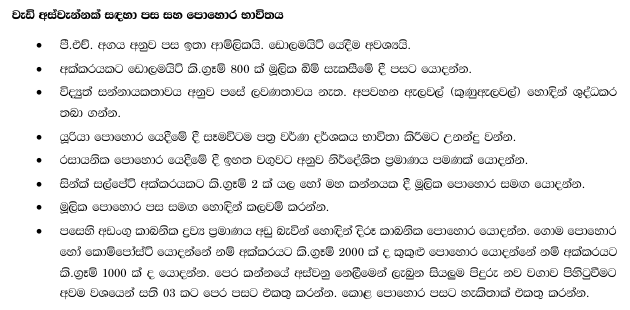 වැඩි අස්වැන්නක් සඳහා පස සහ පොහොර භාවිතය
• පී.එච්. අගය අනුව පස ඉතා ආම්ලිකයි. ඩොලමයිට් යෙදීම අවශ්‍යයි.
• අක්කරයකට ඩොලමයිට් කි.ග්‍රෑම් 800 ක් මූලික බිම් සැකසීමේ දී පසට යොදන්න.
• විද්‍යුත් සන්නායකතාවය අනුව පසේ ලවණතාවය නැත. අපවහන ඇලවල් (කුණුඇලවල්) හොඳින් ශුද්ධකර
තබා ගන්න.
• යූරියා පොහොර යෙදීමේ දී සෑමවිටම පත්‍ර වර්ණ දර්ශකය භාවිතා කිරීමට උනන්දු වන්න.
• රසායනික පොහොර යෙදීමේ දී ඉහත වගුවට අනුව නිර්දේශිත ප්‍රමාණය පමණක් යොදන්න.
• සින්ක් සල්පේට් අක්කරයකට කි.ග්‍රෑම් 2 ක් යල හෝ මහ කන්නයක දී මූලික පොහොර සමඟ යොදන්න.
• මූලික පොහොර පස සමඟ හොඳින් කලවම් කරන්න.
• පසෙහි අඩංගු කාබනික ද්‍රව්‍ය ප්‍රමාණය අඩු බැවින් හොඳින් දිරූ කාබනික පොහොර යොදන්න. ගොම පොහොර
හෝ කොම්පෝස්ට් යොදන්නේ නම් අක්කරයට කි.ග්‍රෑම් 2000 ක් ද කුකුළු පොහොර යොදන්නේ නම් අක්කරයට
කි.ග්‍රෑම් 1000 ක් ද යොදන්න. පෙර කන්නයේ අස්වනු නෙලීමෙන් ලැබුන සියලුම පිදුරු නව වගාව පිහිටුවීමට
අවම වශයෙන් සති 03 කට පෙර පසට එකතු කරන්න. කොළ පොහොර පසට හැකිතාක් එකතු කරන්න.